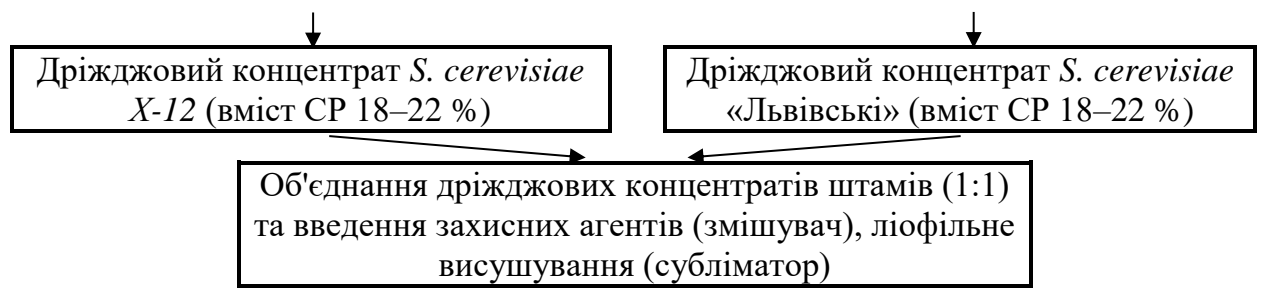 Дріжджовий концентрат S. cerevisiae
X-12 (вміст СР 18–22 %)
Дріжджовий концентрат S. cerevisiae
«Львівські» (вміст СР 18–22 %)
Об'єднання дріжджових концентратів штамів (1:1)
та введення захисних агентів (змішувач), ліофільне
висушування (субліматор)